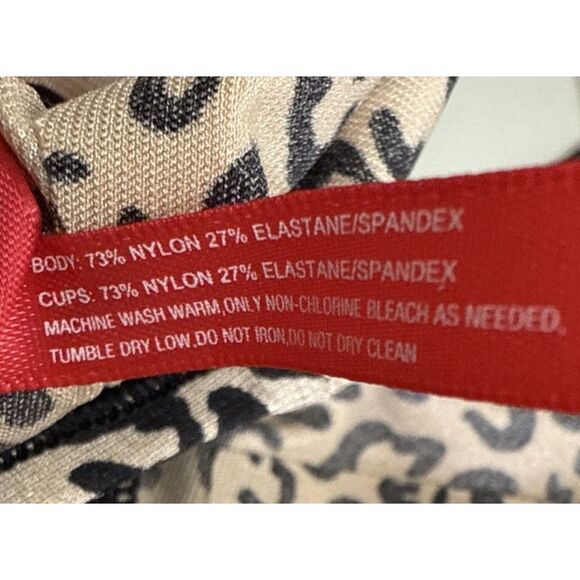 BODY: 73% NYLON 27% ELASTANE/SPANDEX
CUPS: 73% NYLON 27% ELASTANE/SPANDEX
MACHINE WASH WARM,ONLY NON-CHLORINE BLEACH AS NEEDED,
TUMBLE DRY LOW,DO NOT IRON,DO NOT DRY CLEAN